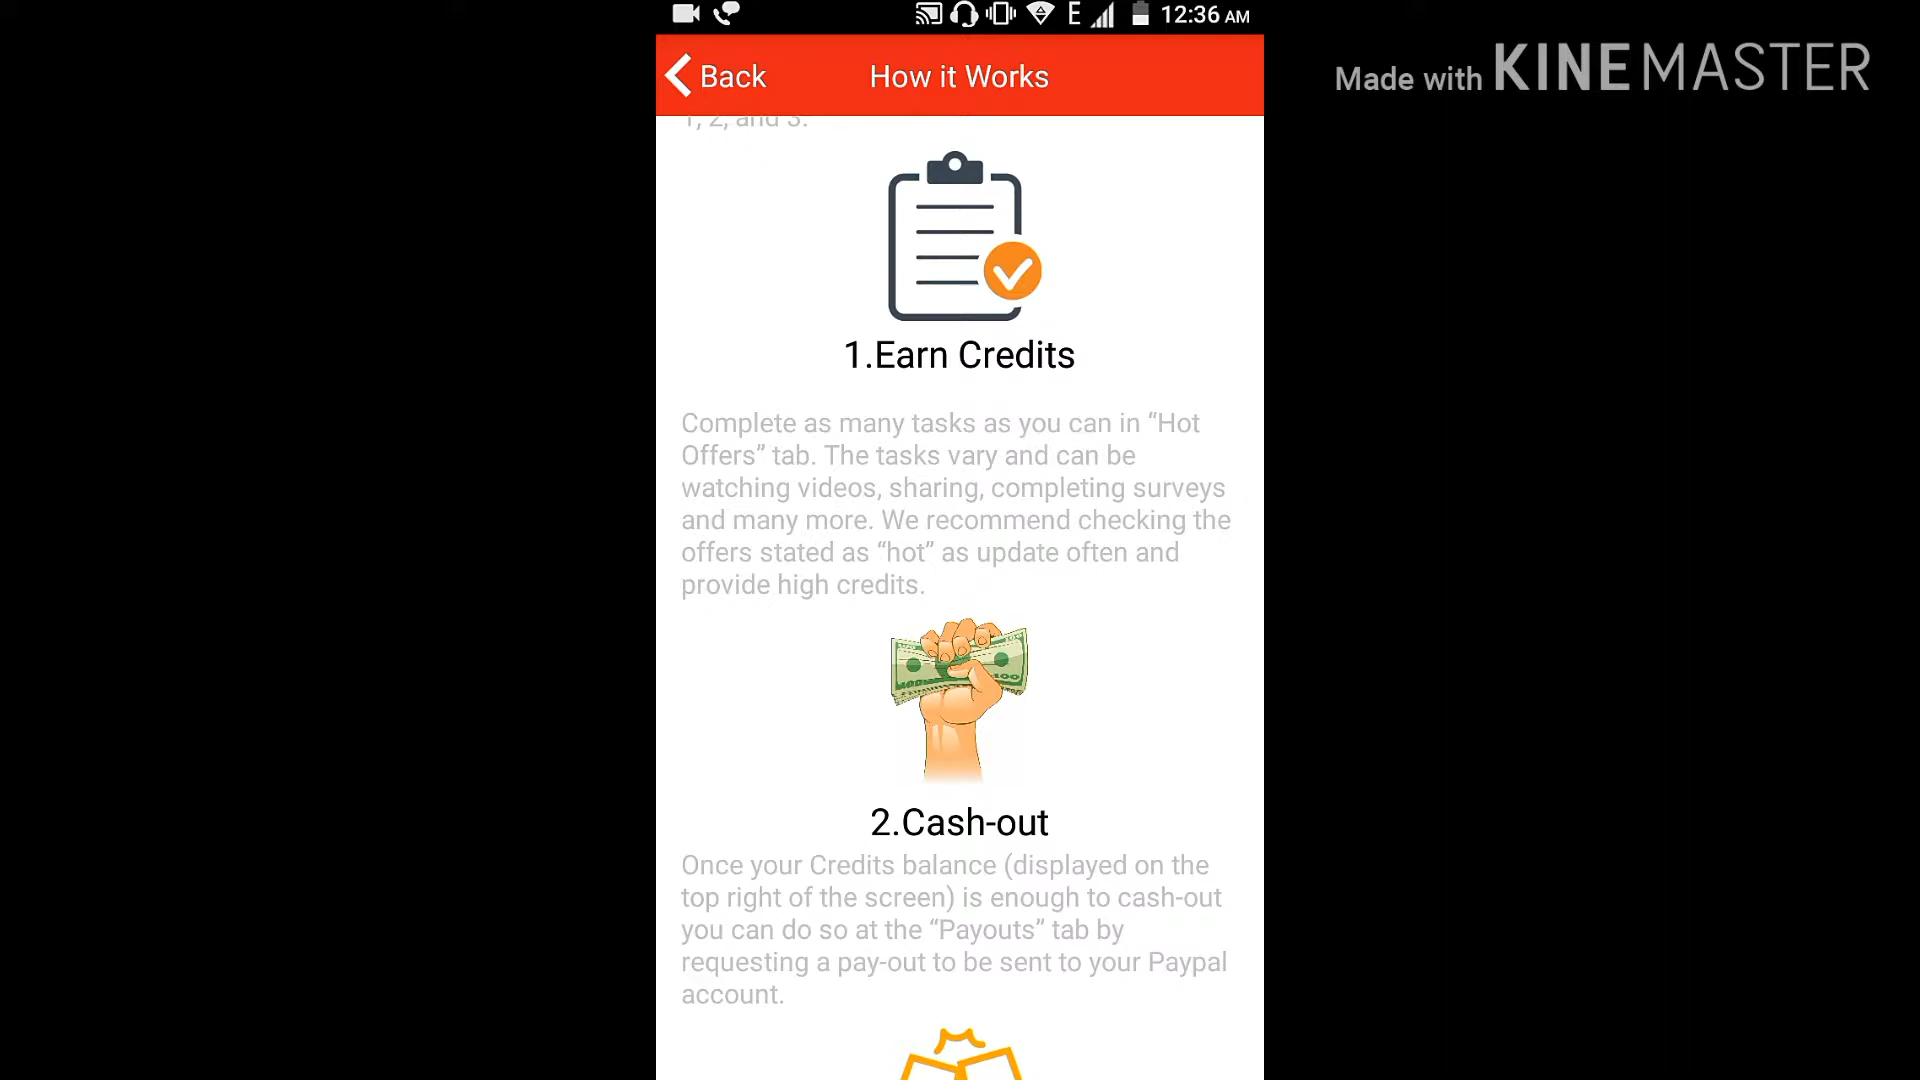 12:36 AM
Back
How it Works
Made with KINEMASTER
1, 2, and 3.
1.Earn Credits
Complete as many tasks as you can in “Hot
Offers” tab. The tasks vary and can be
watching videos, sharing, completing surveys
and many more. We recommend checking the
offers stated as “hot” as update often and
provide high credits.
2.Cash-out
Once your Credits balance (displayed on the
top right of the screen) is enough to cash-out
you can do so at the “Payouts” tab by
requesting a pay-out to be sent to your Paypal
account.